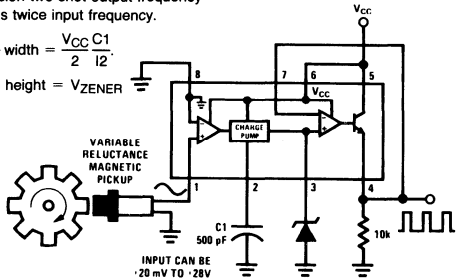 two shot output frequency
s twice input frequency.
width = VCC/2 C1/I2.
height = VZENER
VCC
8
7
6
5
VCC
CHARGE PUMP
VARIABLE
RELUCTANCE
MAGNETIC
PICKUP
1
2
3
4
C1
500 pF
10k
INPUT CAN BE
·20 mV TO ·28V